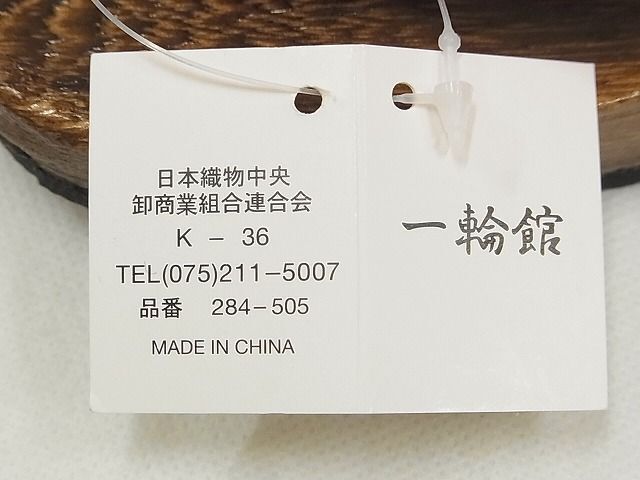 日本織物中央
卸商業組合連合会
K － 36
TEL(075)211－5007
品番 284－505
MADE IN CHINA
一輪館